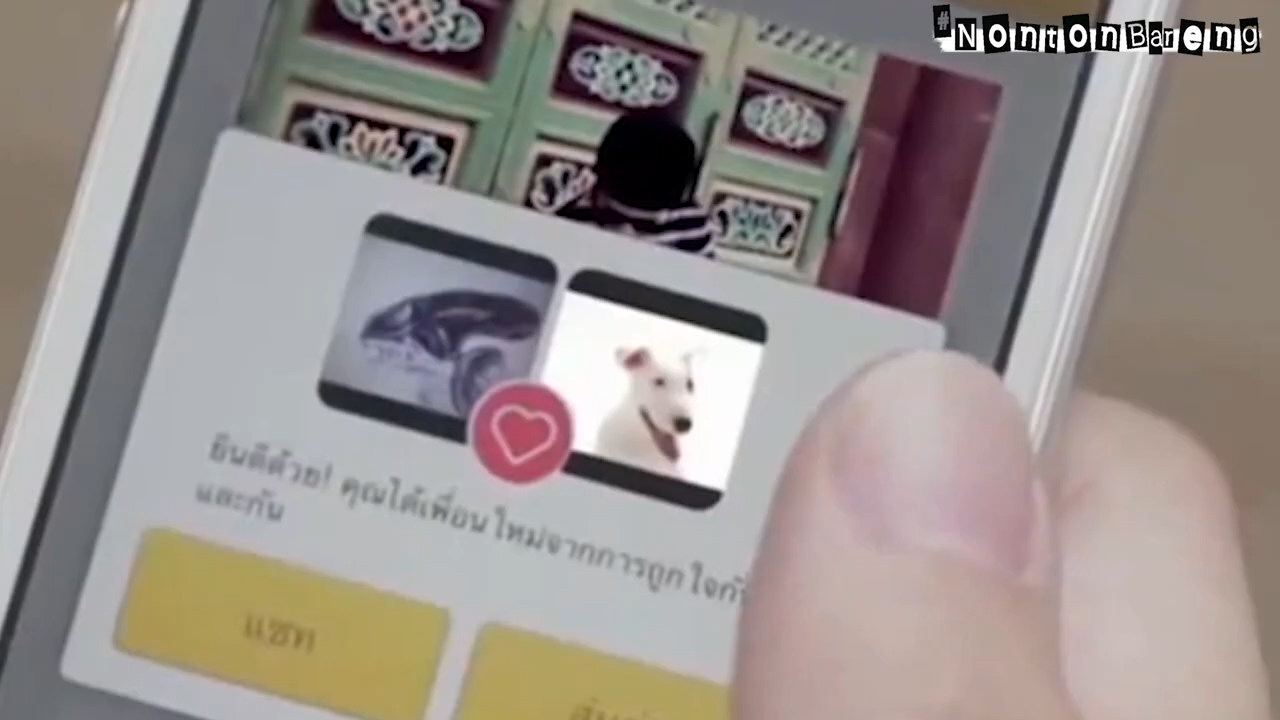 #NontonBareng
ยินดีด้วย! คุณได้เพื่อนใหม่จากการถูกใจกัน
และกัน
แชท